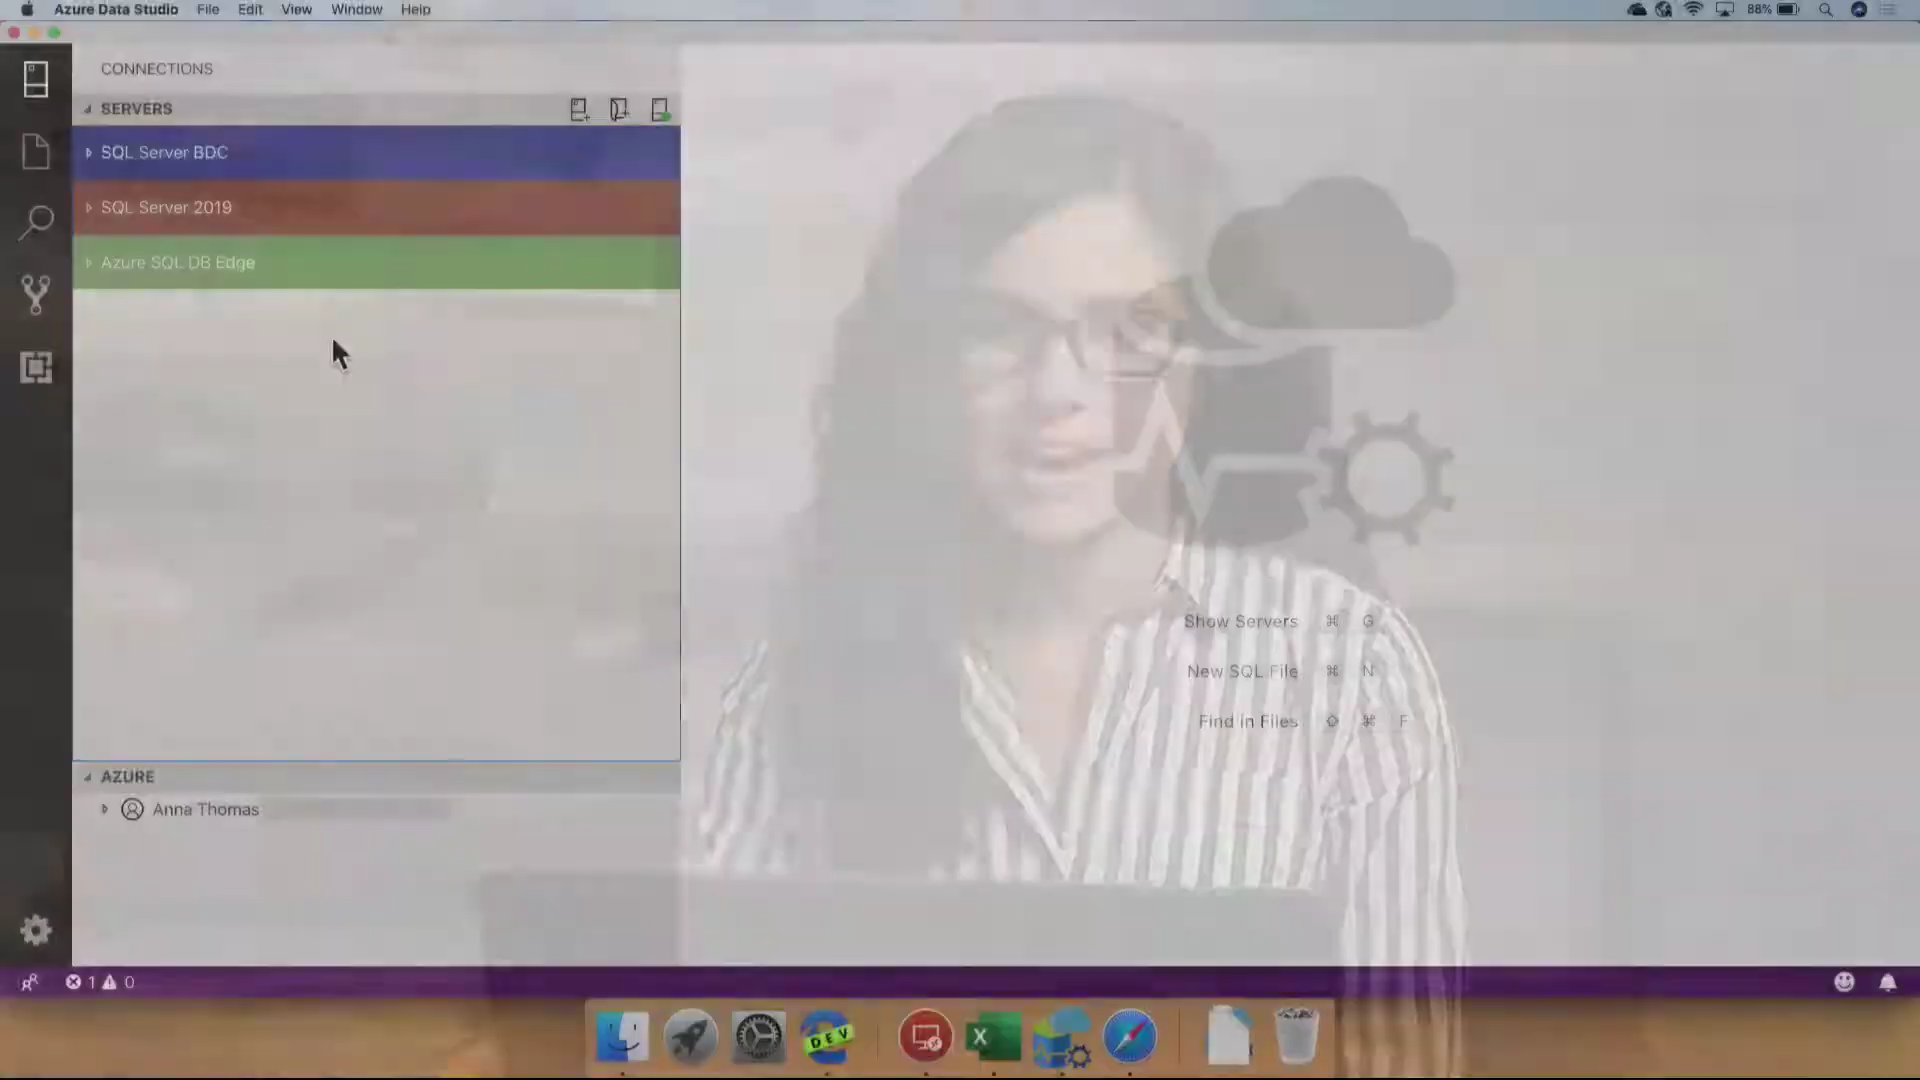 Azure Data Studio File Edit View Window Help 88%
CONNECTIONS
SERVERS
SQL Server BDC
SQL Server 2019
Azure SQL DB Edge
Show Servers ⌘ G
New SQL File ⌘ N
Find in Files ⇧ ⌘ F
AZURE
Anna Thomas
1 0
DEV
X